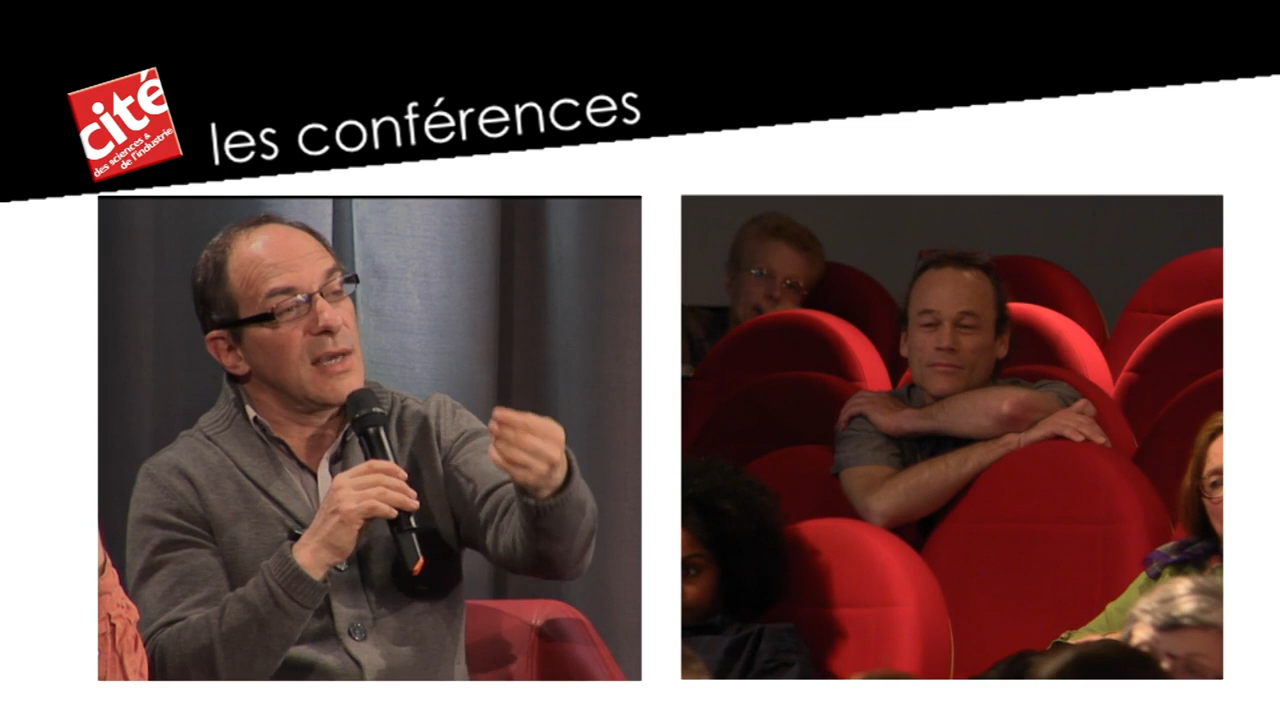 cité
des sciences &
de l'industrie
les conférences